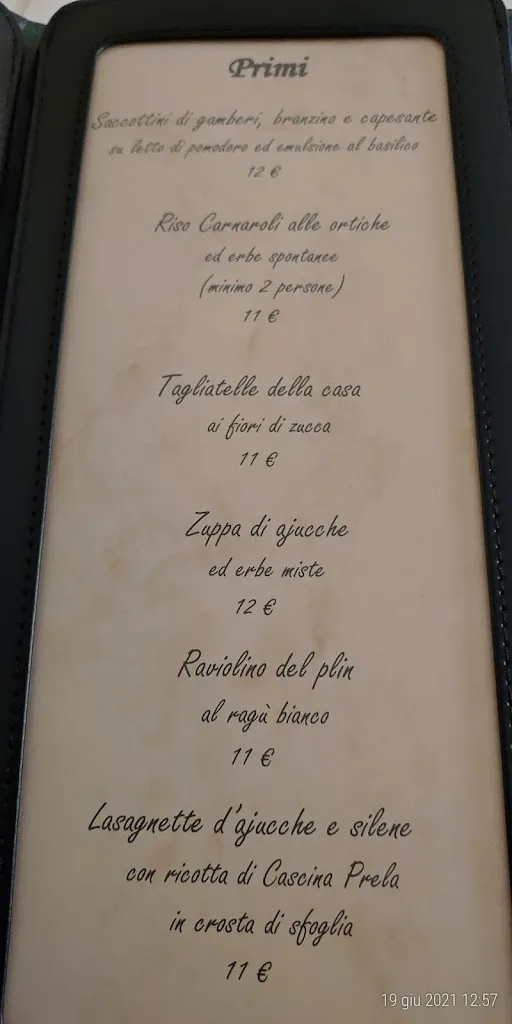 Primi
Saccottini di gamberi, branzino e capesante
su letto di pomodoro ed emulsione al basilico
12 €
Riso Carnaroli alle ortiche
ed erbe spontanee
(minimo 2 persone)
11 €
Tagliatelle della casa
ai fiori di zucca
11 €
Zuppa di ajucche
ed erbe miste
12 €
Raviolino del plin
al ragù bianco
11 €
Lasagnette d'ajucche e silene
con ricotta di Cascina Prela
in crosta di sfoglia
11 €
19 giu 2021 12:57